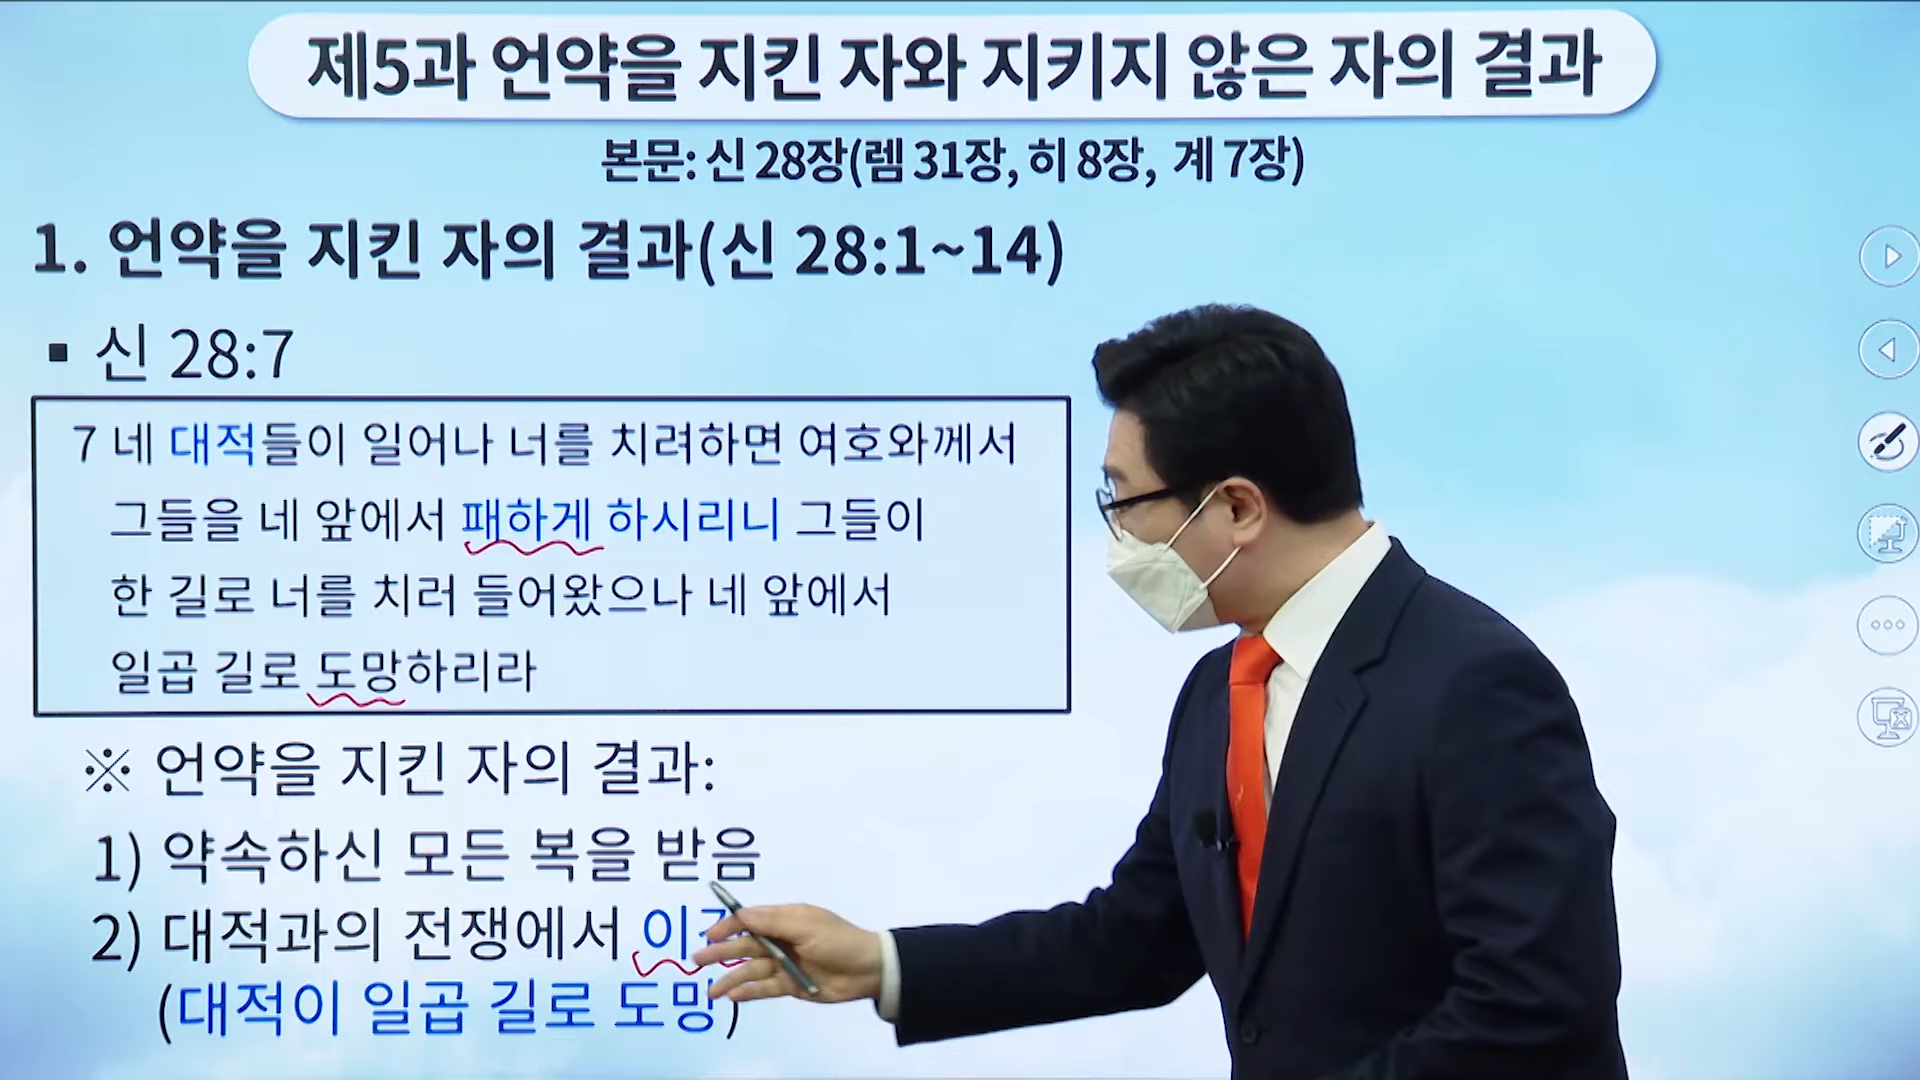 제5과 언약을 지킨 자와 지키지 않은 자의 결과
본문: 신 28장(렘 31장, 히 8장, 계 7장)
1. 언약을 지킨 자의 결과(신 28:1~14)
▪ 신 28:7
7 네 대적들이 일어나 너를 치려하면 여호와께서
그들을 네 앞에서 패하게 하시리니 그들이
한 길로 너를 치러 들어왔으나 네 앞에서
일곱 길로 도망하리라
※ 언약을 지킨 자의 결과:
1) 약속하신 모든 복을 받음
2) 대적과의 전쟁에서
(대적이 일곱 길로 도망)